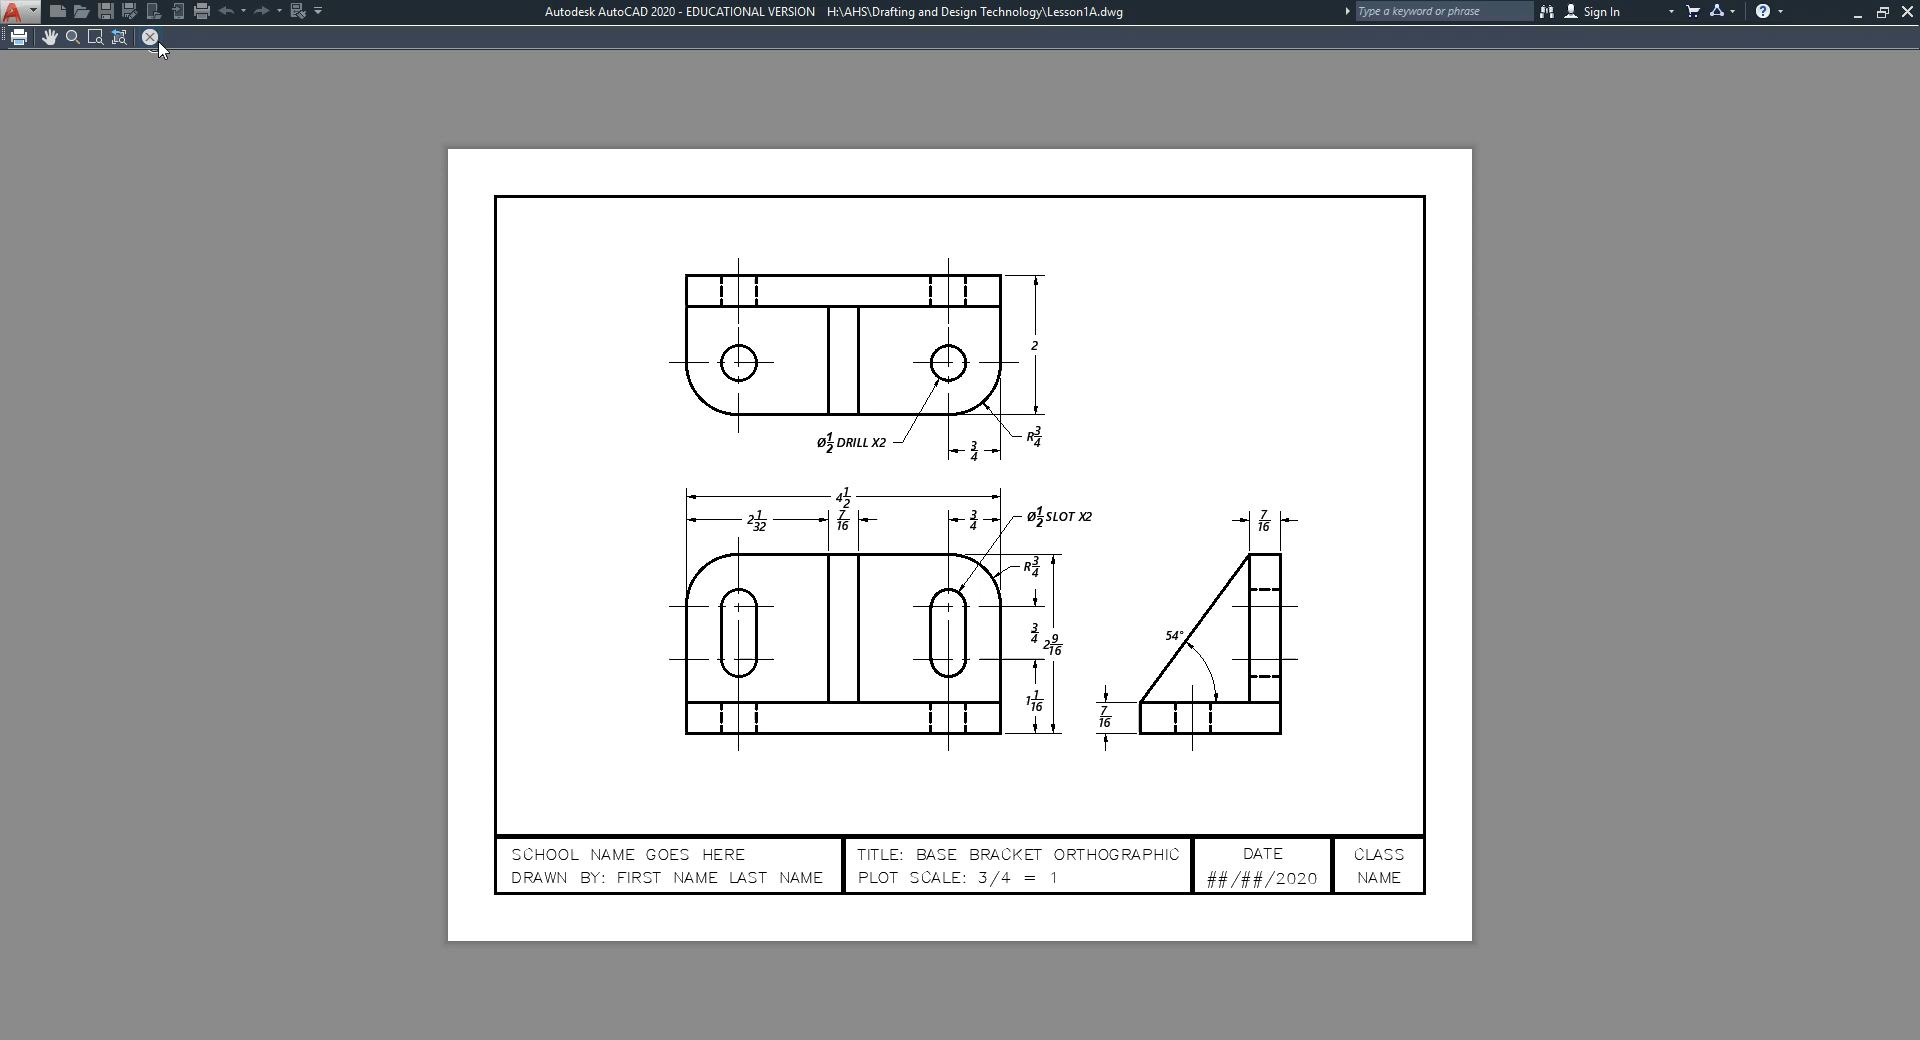 Autodesk AutoCAD 2020 - EDUCATIONAL VERSION H:\AHS\Drafting and Design Technology\Lesson1A.dwg
Type a keyword or phrase
Sign In
?
2
Ø1/2 DRILL X2
R3/4
3/4
4 1/2
2 1/32
7/16
3/4
Ø1/2 SLOT X2
7/16
R3/4
3/4
2 9/16
54°
1 1/16
7/16
SCHOOL NAME GOES HERE
DRAWN BY: FIRST NAME LAST NAME
TITLE: BASE BRACKET ORTHOGRAPHIC
PLOT SCALE: 3/4 = 1
DATE
##/##/2020
CLASS
NAME